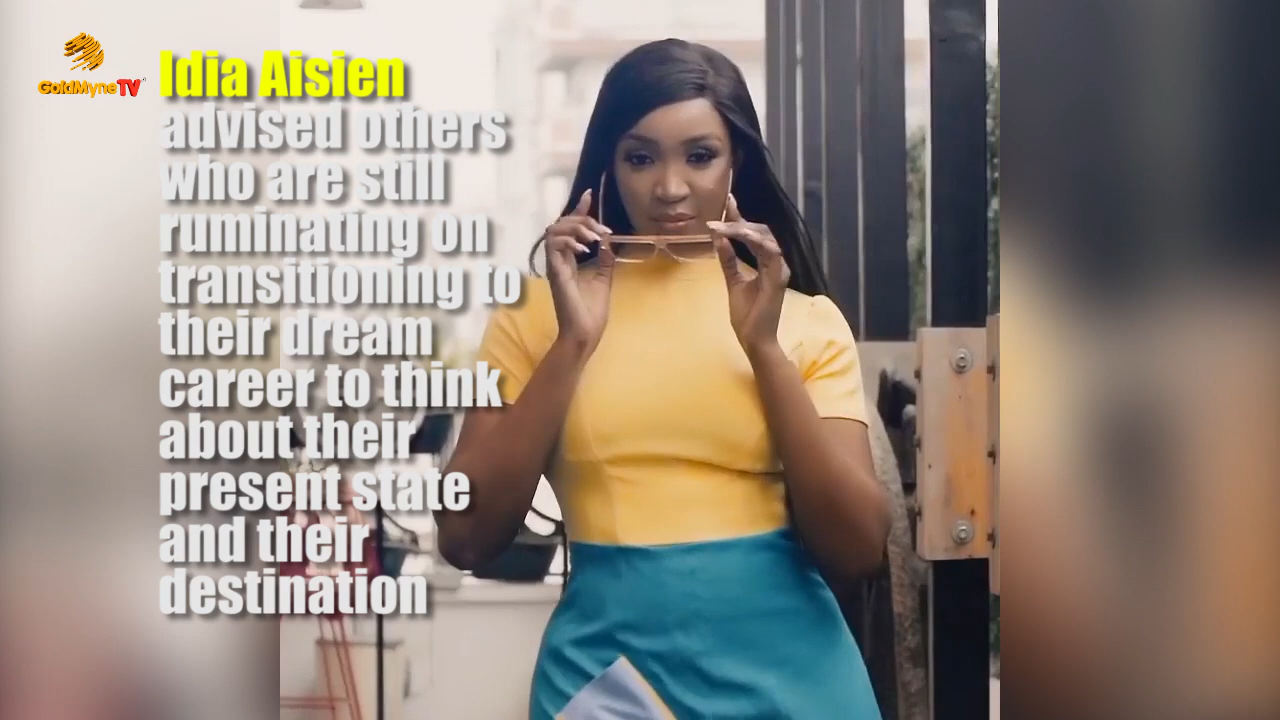 GoldMyneTV
Idia Aisien
advised others
who are still
ruminating on
transitioning to
their dream
career to think
about their
present state
and their
destination